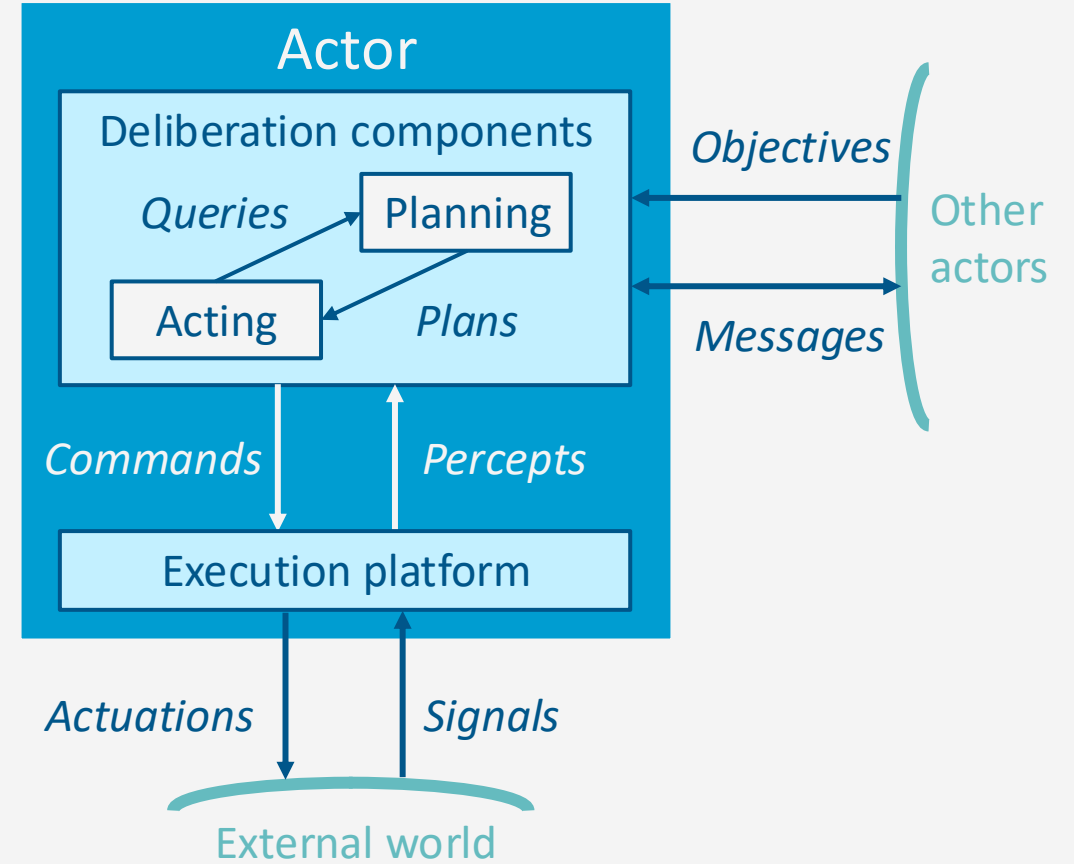 Actor
Deliberation components
Objectives
Queries
Planning
Other
actors
Acting
Plans
Messages
Commands
Percepts
Execution platform
Actuations
Signals
External world